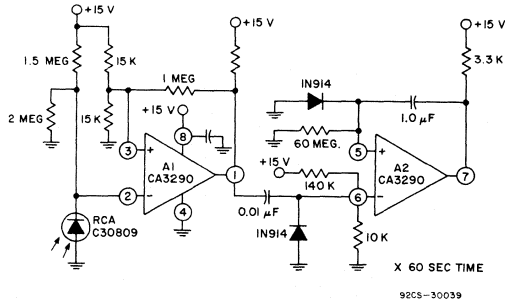 +15 V
+15 V
+15 V
1.5 MEG
15 K
1 MEG
3.3 K
1N914
2 MEG
15K
+15 V
8
1.0 µF
60 MEG.
3
+
A1
CA3290
1
5
+
A2
CA3290
7
+15 V
140 K
2
−
4
0.01 µF
6
−
RCA
C30809
1N914
10 K
X 60 SEC TIME
92CS-30039